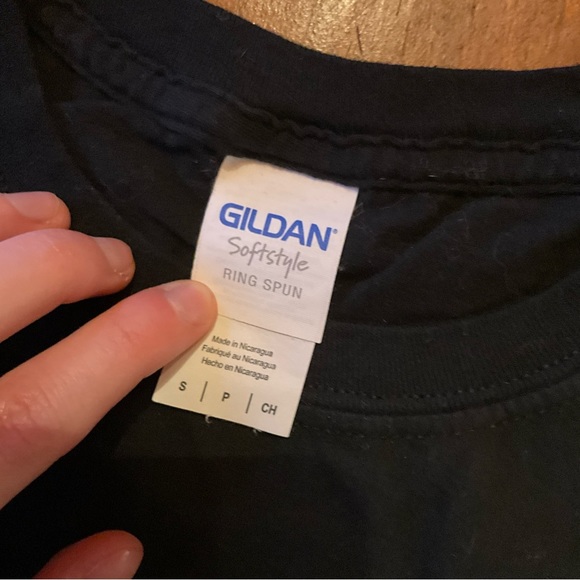 GILDAN®
Softstyle
RING SPUN
Made in Nicaragua
Fabriqué au Nicaragua
Hecho en Nicaragua
S | P | CH